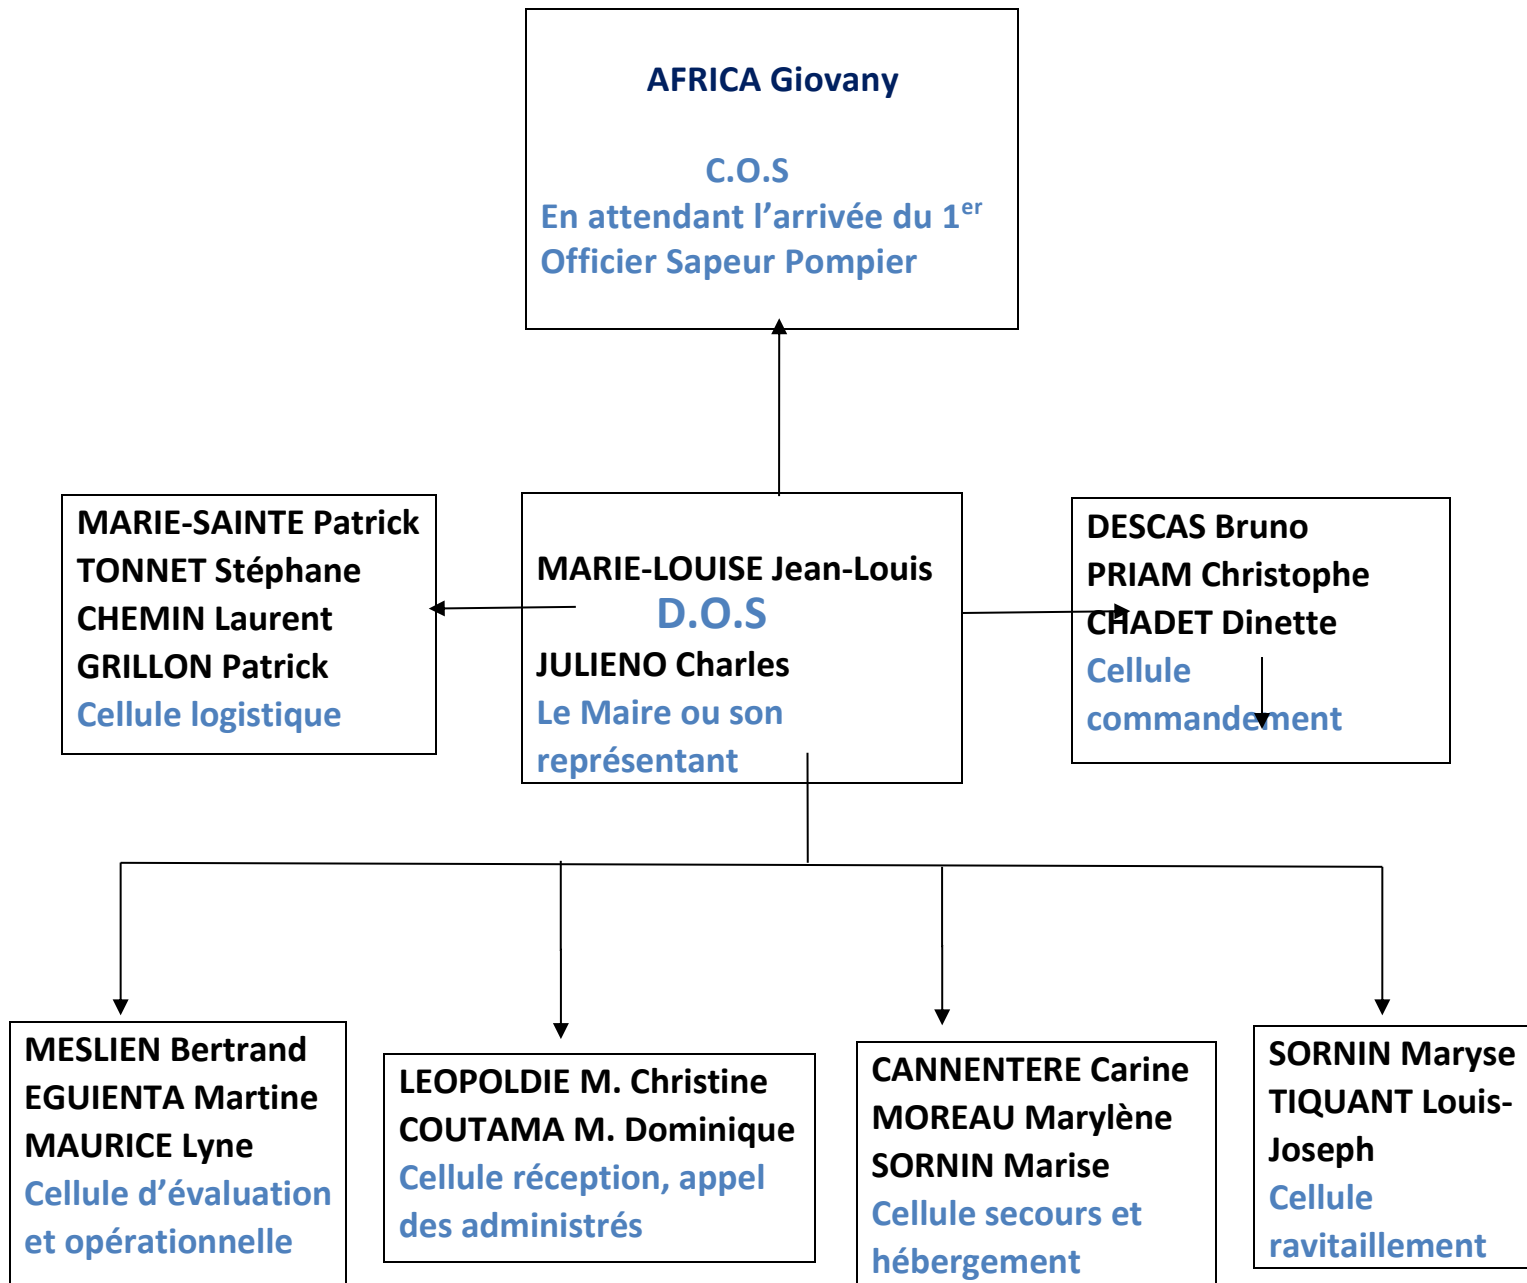 AFRICA Giovany
C.O.S
En attendant l’arrivée du 1er
Officier Sapeur Pompier
MARIE-SAINTE Patrick
TONNET Stéphane
CHEMIN Laurent
GRILLON Patrick
Cellule logistique
MARIE-LOUISE Jean-Louis
D.O.S
JULIENO Charles
Le Maire ou son
représentant
DESCAS Bruno
PRIAM Christophe
CHADET Dinette
Cellule
commandement
MESLIEN Bertrand
EGUIENTA Martine
MAURICE Lyne
Cellule d’évaluation
et opérationnelle
LEOPOLDIE M. Christine
COUTAMA M. Dominique
Cellule réception, appel
des administrés
CANNENTERE Carine
MOREAU Marylène
SORNIN Marise
Cellule secours et
hébergement
SORNIN Maryse
TIQUANT Louis-
Joseph
Cellule
ravitaillement